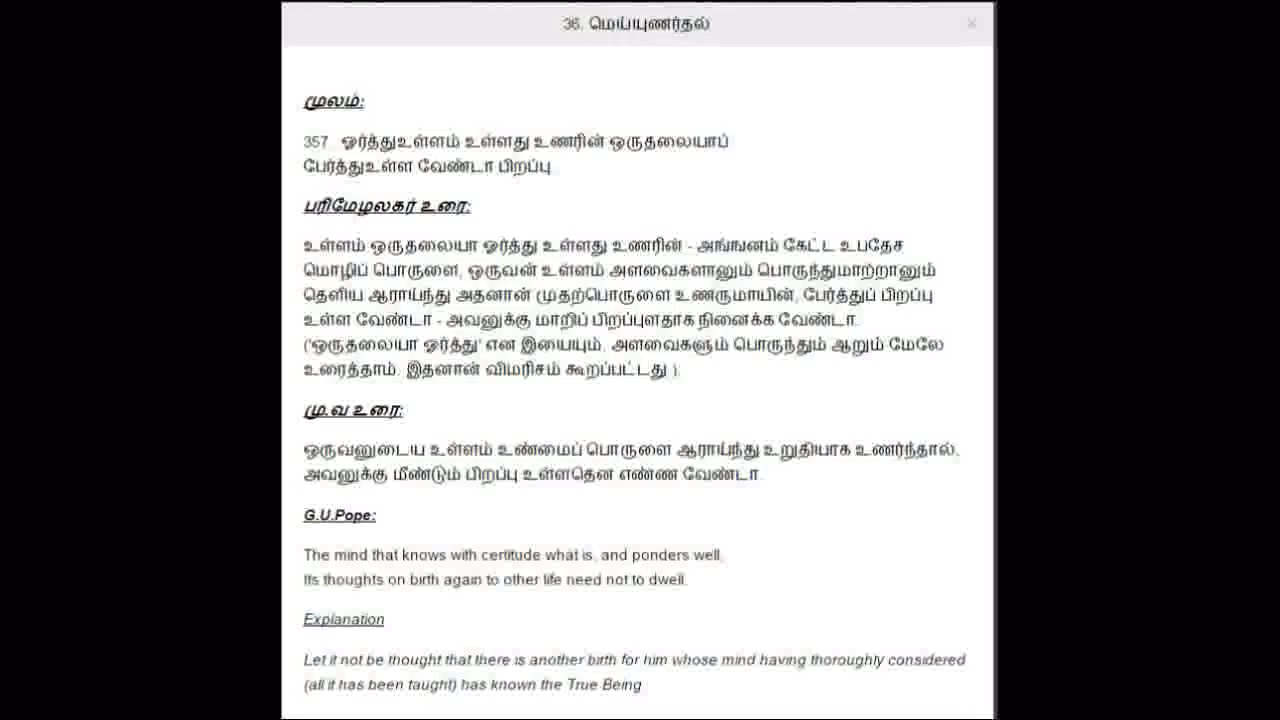 36. மெய்யுணர்தல்
×
மூலம்:
357. ஓர்த்துஉள்ளம் உள்ளது உணரின் ஒருதலையாப்
பேர்த்துஉள்ள வேண்டா பிறப்பு
பரிமேழலகர் உரை:
உள்ளம் ஒருதலையா ஓர்த்து உள்ளது உணரின் - அங்ஙனம் கேட்ட உபதேச
மொழிப் பொருளை, ஒருவன் உள்ளம் அளவைகளானும் பொருந்துமாற்றானும்
தெளிய ஆராய்ந்து அதனான் முதற்பொருளை உணருமாயின், பேர்த்துப் பிறப்பு
உள்ள வேண்டா - அவனுக்கு மாறிப் பிறப்புளதாக நினைக்க வேண்டா.
('ஒருதலையா ஓர்த்து' என இயையும். அளவைகளும் பொருந்தும் ஆறும் மேலே
உரைத்தாம். இதனான் விமரிசம் கூறப்பட்டது.).
மு.வ உரை:
ஒருவனுடைய உள்ளம் உண்மைப் பொருளை ஆராய்ந்து உறுதியாக உணர்ந்தால்,
அவனுக்கு மீண்டும் பிறப்பு உள்ளதென எண்ண வேண்டா.
G.U.Pope:
The mind that knows with certitude what is, and ponders well,
Its thoughts on birth again to other life need not to dwell.
Explanation
Let it not be thought that there is another birth for him whose mind having thoroughly considered
(all it has been taught) has known the True Being